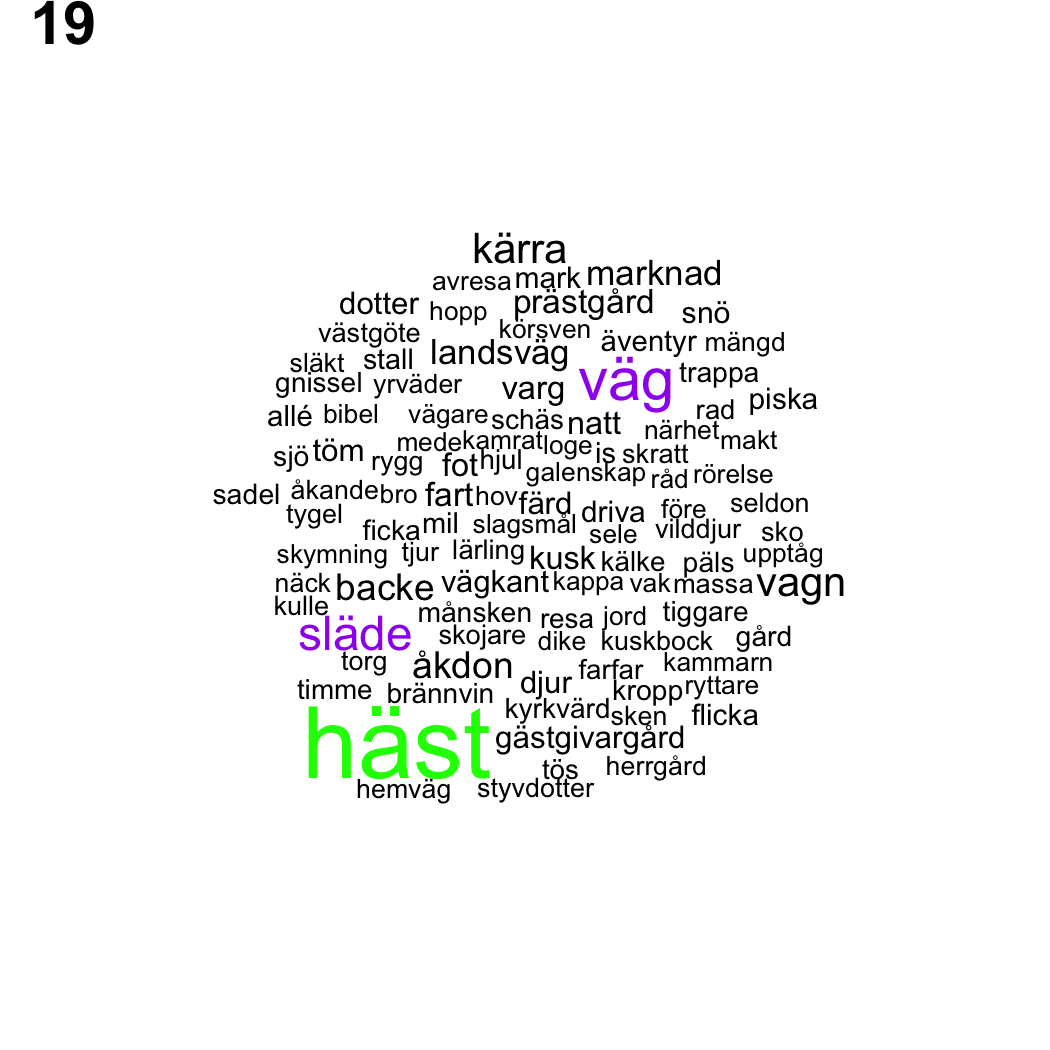 19
kärra
avresa mark marknad
dotter hopp prästgård snö
västgöte körsven äventyr mängd
släkt stall landsväg
gnissel yrväder varg väg trappa
allé bibel vägare schäs natt rad piska
sjö töm medekamrat loge is skratt närhet makt
rygg fot hjul galenskap råd rörelse
sadel åkande bro fart hov färd driva före seldon
tygel ficka mil slagsmål sele vilddjur sko
skymning tjur lärling kusk kälke päls upptåg
näck backe vägkant kappa vak massa vagn
kulle månsken resa jord tiggare
släde skojare dike kuskbock gård
torg åkdon farfar kammarn
timme brännvin djur kropp ryttare
häst kyrkvärd sken flicka
gästgivargård
tös herrgård
hemväg styvdotter